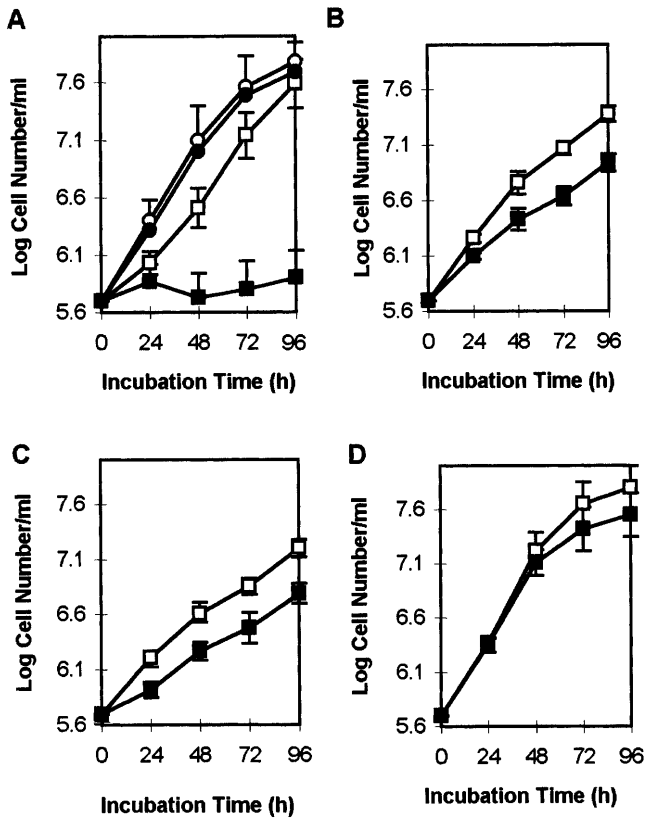 A
Log Cell Number/ml
7.6
7.1
6.6
6.1
5.6
0 24 48 72 96
Incubation Time (h)
B
Log Cell Number/ml
7.6
7.1
6.6
6.1
5.6
0 24 48 72 96
Incubation Time (h)
C
Log Cell Number/ml
7.6
7.1
6.6
6.1
5.6
0 24 48 72 96
Incubation Time (h)
D
Log Cell Number/ml
7.6
7.1
6.6
6.1
5.6
0 24 48 72 96
Incubation Time (h)